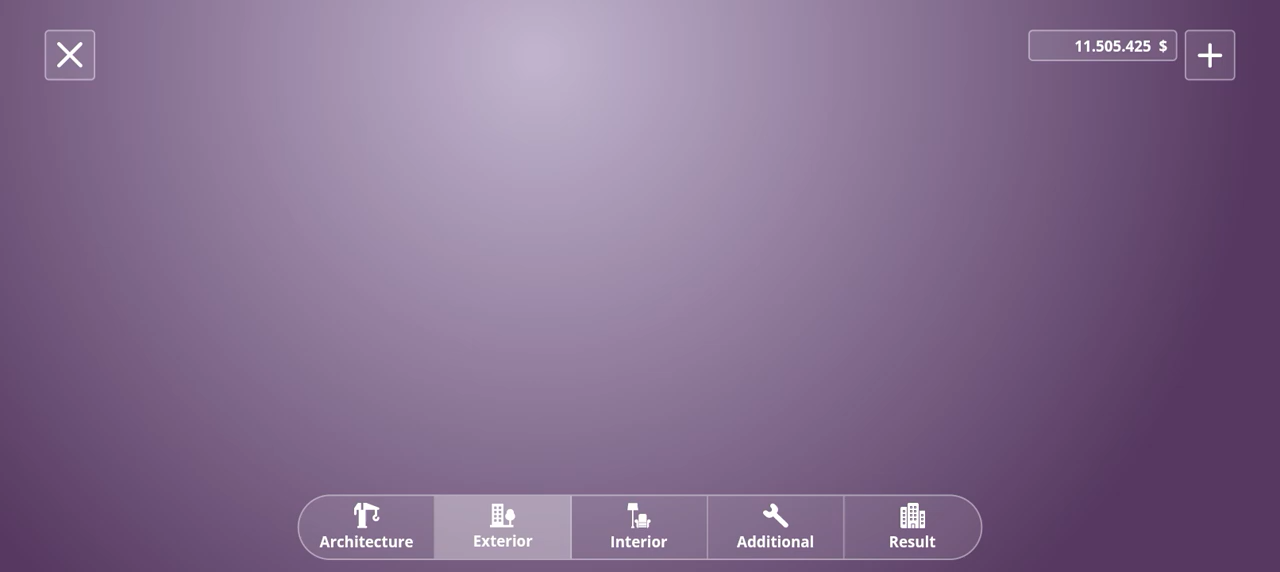 11.505.425 $
Architecture
Exterior
Interior
Additional
Result